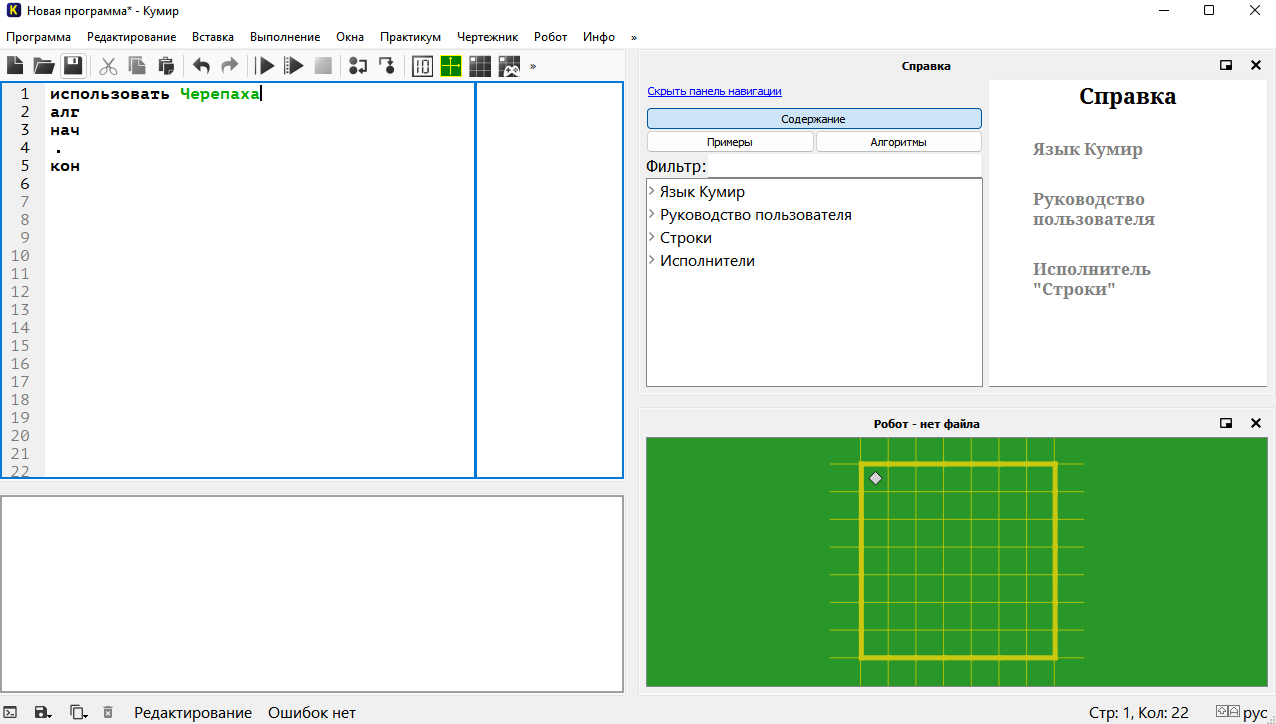 Новая программа* - Кумир
Программа Редактирование Вставка Выполнение Окна Практикум Чертежник Робот Инфо »
»
1 использовать Черепаха
2 алг
3 нач
4 .
5 кон
6
7
8
9
10
11
12
13
14
15
16
17
18
19
20
21
22
Справка
Скрыть панель навигации
Содержание
Примеры Алгоритмы
Фильтр:
Язык Кумир
Руководство пользователя
Строки
Исполнители
Справка
Язык Кумир
Руководство
пользователя
Исполнитель
"Строки"
Робот - нет файла
Редактирование Ошибок нет Стр: 1, Кол: 22 рус